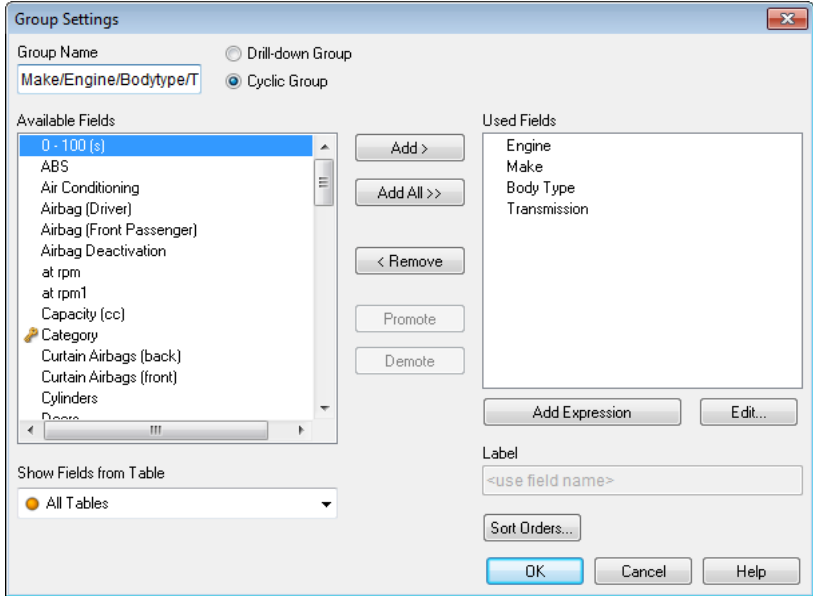 Group Settings
Group Name
Drill-down Group
Make/Engine/Bodytype/T
Cyclic Group
Available Fields
0 - 100 (s)
ABS
Air Conditioning
Airbag (Driver)
Airbag (Front Passenger)
Airbag Deactivation
at rpm
at rpm1
Capacity (cc)
Category
Curtain Airbags (back)
Curtain Airbags (front)
Cylinders
Doors
Add >
Add All >>
< Remove
Promote
Demote
Used Fields
Engine
Make
Body Type
Transmission
Add Expression
Edit...
Show Fields from Table
All Tables
Label
<use field name>
Sort Orders...
OK
Cancel
Help